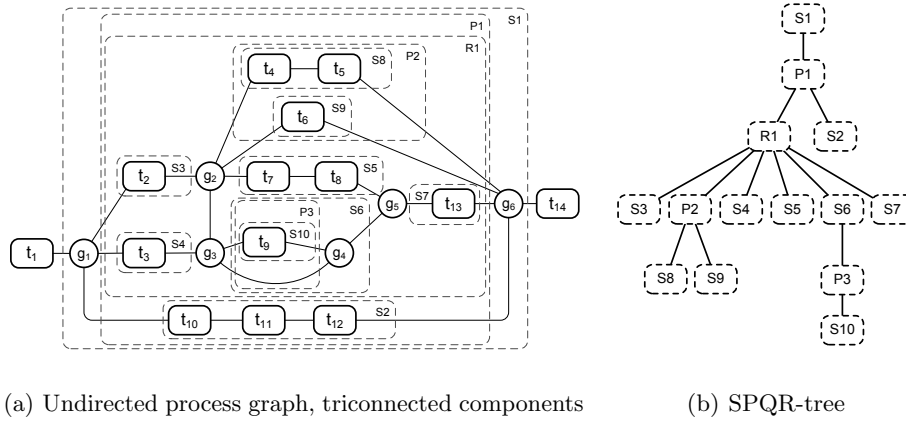 S1
P1
R1
P2
S8
t4
t5
S9
t6
S3
t2
g2
S5
t7
t8
g5
S7
t13
g6
t14
S6
P3
S10
t9
g4
t1
g1
S4
t3
g3
S2
t10
t11
t12
(a) Undirected process graph, triconnected components
S1
P1
R1
S2
S3
P2
S4
S5
S6
S7
S8
S9
P3
S10
(b) SPQR-tree